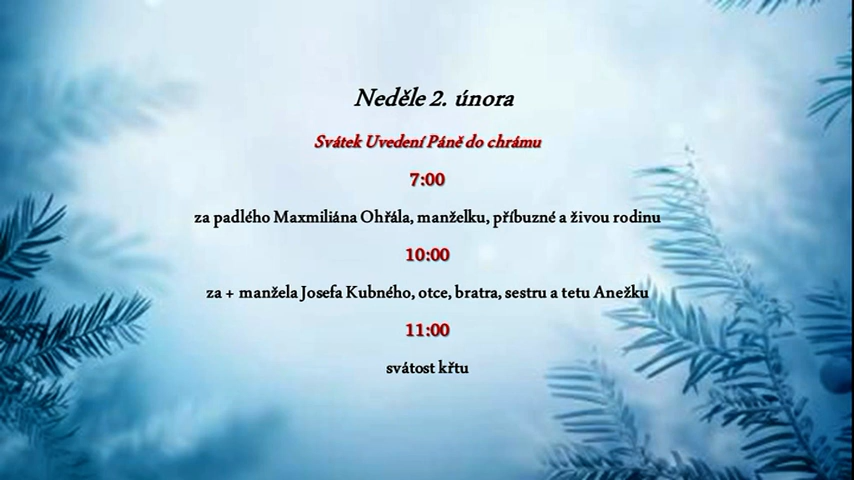 Neděle 2. února
Svátek Uvedení Páně do chrámu
7:00
za padlého Maxmiliána Ohřála, manželku, příbuzné a živou rodinu
10:00
za + manžela Josefa Kubného, otce, bratra, sestru a tetu Anežku
11:00
svátost křtu